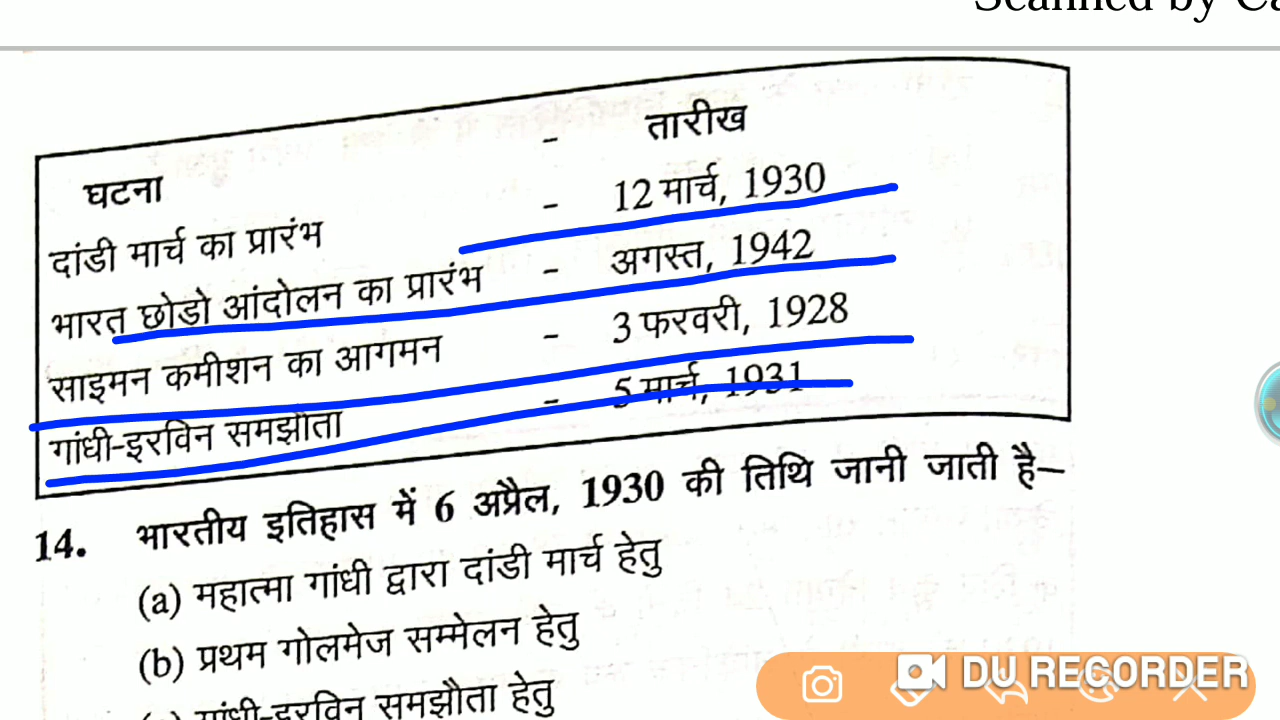 Scanned by
घटना - तारीख
दांडी मार्च का प्रारंभ - 12 मार्च, 1930
भारत छोडो आंदोलन का प्रारंभ - अगस्त, 1942
साइमन कमीशन का आगमन - 3 फरवरी, 1928
गांधी-इरविन समझौता - 5 मार्च, 1931
14. भारतीय इतिहास में 6 अप्रैल, 1930 की तिथि जानी जाती है–
(a) महात्मा गांधी द्वारा दांडी मार्च हेतु
(b) प्रथम गोलमेज सम्मेलन हेतु
गांधी-इरविन समझौता हेतु
DU RECORDER